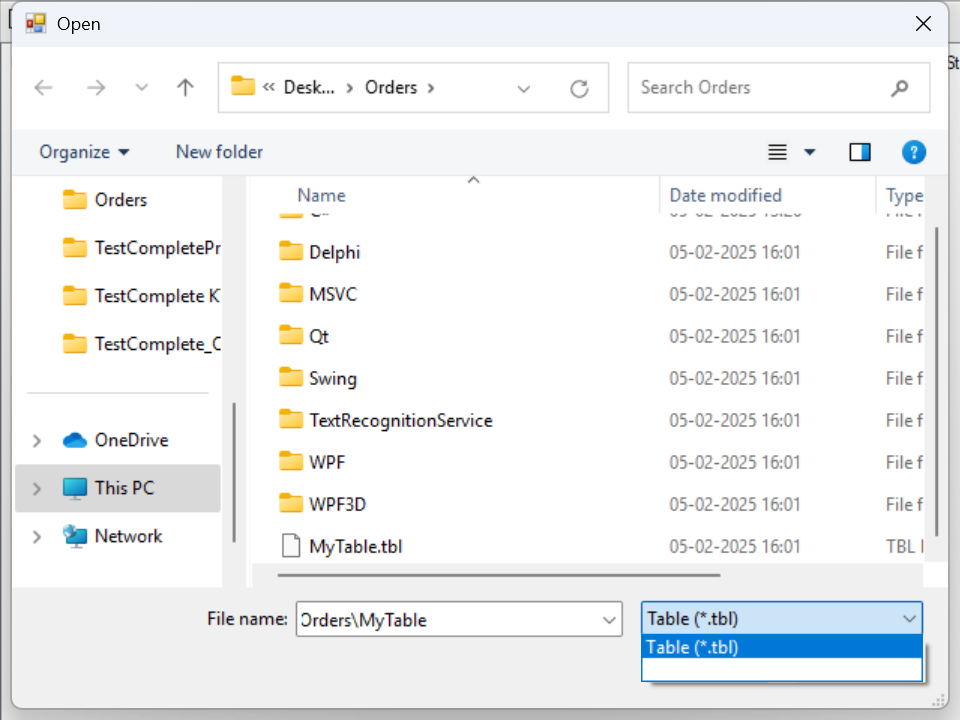 Open
« Desk... > Orders >
Search Orders
Organize
New folder
Name
Date modified
Type
Orders
TestCompletePr
TestComplete K
TestComplete_C
OneDrive
This PC
Network
Delphi 05-02-2025 16:01 File f
MSVC 05-02-2025 16:01 File f
Qt 05-02-2025 16:01 File f
Swing 05-02-2025 16:01 File f
TextRecognitionService 05-02-2025 16:01 File f
WPF 05-02-2025 16:01 File f
WPF3D 05-02-2025 16:01 File f
MyTable.tbl 05-02-2025 16:01 TBL
File name: Orders\MyTable
Table (*.tbl)
Table (*.tbl)
St